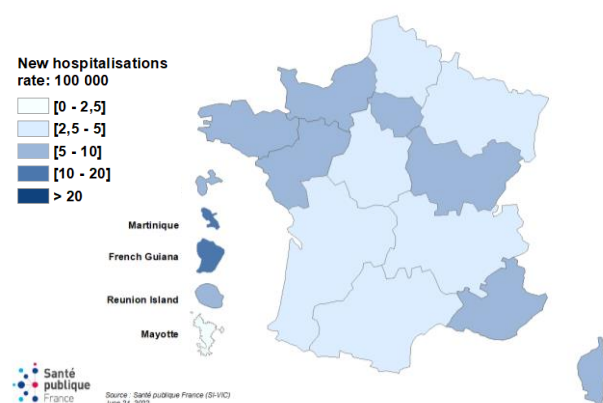 New hospitalisations
rate: 100 000
[0 - 2,5]
[2,5 - 5]
[5 - 10]
[10 - 20]
> 20
Martinique
French Guiana
Reunion Island
Mayotte
Santé
publique
France
Source : Santé publique France (SI-VIC)